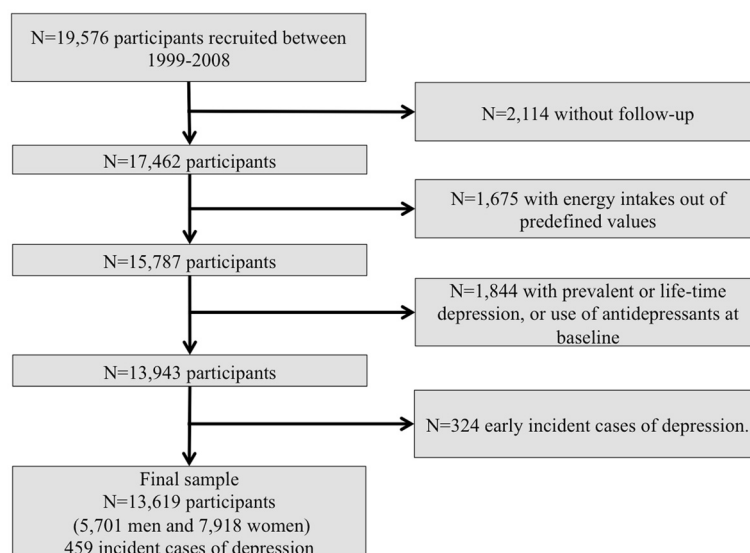 N=19,576 participants recruited between
1999-2008
N=2,114 without follow-up
N=17,462 participants
N=1,675 with energy intakes out of
predefined values
N=15,787 participants
N=1,844 with prevalent or life-time
depression, or use of antidepressants at
baseline
N=13,943 participants
N=324 early incident cases of depression.
Final sample
N=13,619 participants
(5,701 men and 7,918 women)
459 incident cases of depression